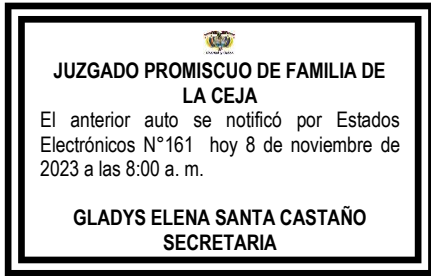 JUZGADO PROMISCUO DE FAMILIA DE
LA CEJA
El anterior auto se notificó por Estados
Electrónicos N°161 hoy 8 de noviembre de
2023 a las 8:00 a. m.
GLADYS ELENA SANTA CASTAÑO
SECRETARIA